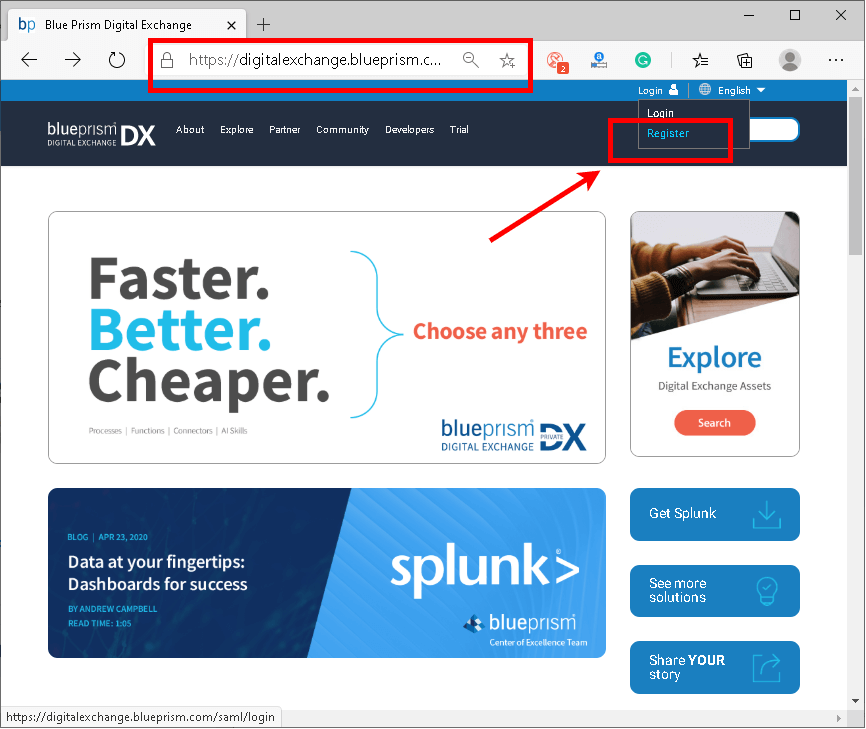 bp Blue Prism Digital Exchange
https://digitalexchange.blueprism.c...
2
a
G
Login
English
Login
Register
blueprism® DX
DIGITAL EXCHANGE
About Explore Partner Community Developers Trial
Faster.
Better.
Cheaper.
Choose any three
Processes | Functions | Connectors | AI Skills
blueprism
DIGITAL EXCHANGE
PRIVATE
DX
Explore
Digital Exchange Assets
Search
BLOG | APR 23, 2020
Data at your fingertips:
Dashboards for success
BY ANDREW CAMPBELL
READ TIME: 1:05
splunk®>
blueprism®
Center of Excellence Team
Get Splunk
See more
solutions
Share YOUR
story
https://digitalexchange.blueprism.com/saml/login